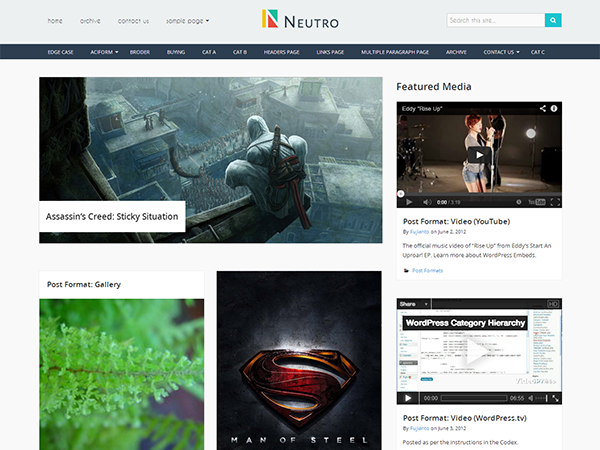 home archive contact us sample page
Neutro
Search this site...
EDGE CASE ACIFORM BRODER BUYING CAT A CAT B HEADERS PAGE LINKS PAGE MULTIPLE PARAGRAPH PAGE ARCHIVE CONTACT US CAT C
Assassin's Creed: Sticky Situation
Featured Media
Eddy "Rise Up"
0:00 / 3:18 YouTube
Post Format: Video (YouTube)
By Fujianto on June 2, 2012
The official music video of "Rise Up" from Eddy's Start An
Uproar! EP. Learn more about WordPress Embeds.
Post Formats
Post Format: Gallery
MAN OF STEEL
Share HD
WordPress Category Hierarchy
VideoPress
00:00 06:55
Post Format: Video (WordPress.tv)
By Fujianto on June 3, 2012
Posted as per the instructions in the Codex.